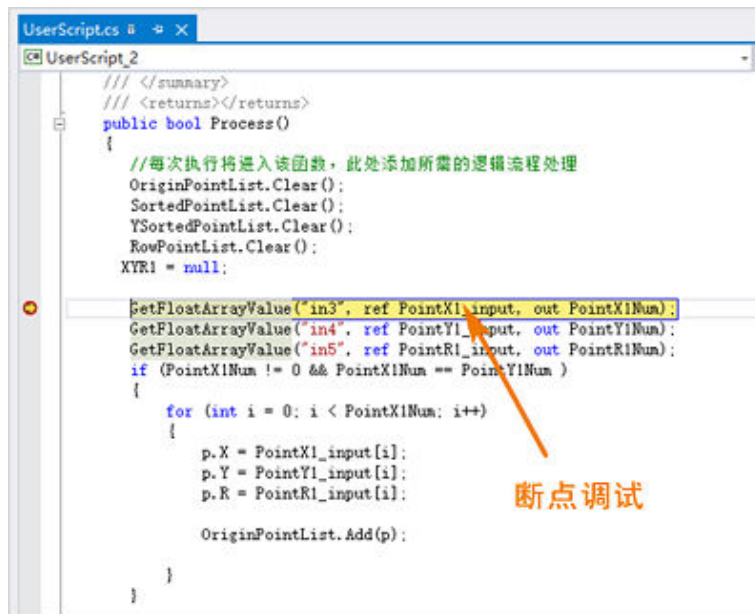 UserScript.cs
UserScript_2
/// </summary>
/// <returns></returns>
public bool Process()
{
//每次执行将进入该函数，此处添加所需的逻辑流程处理
OriginPointList.Clear();
SortedPointList.Clear();
YSortedPointList.Clear();
RowPointList.Clear();
XYR1 = null;
GetFloatArrayValue("in3", ref PointX1_input, out PointX1Num);
GetFloatArrayValue("in4", ref PointY1_input, out PointY1Num);
GetFloatArrayValue("in5", ref PointR1_input, out PointR1Num);
if (PointX1Num != 0 && PointX1Num == PointY1Num )
{
for (int i = 0; i < PointX1Num; i++)
{
p.X = PointX1_input[i];
p.Y = PointY1_input[i];
p.R = PointR1_input[i];
断点调试
OriginPointList.Add(p);
}
}